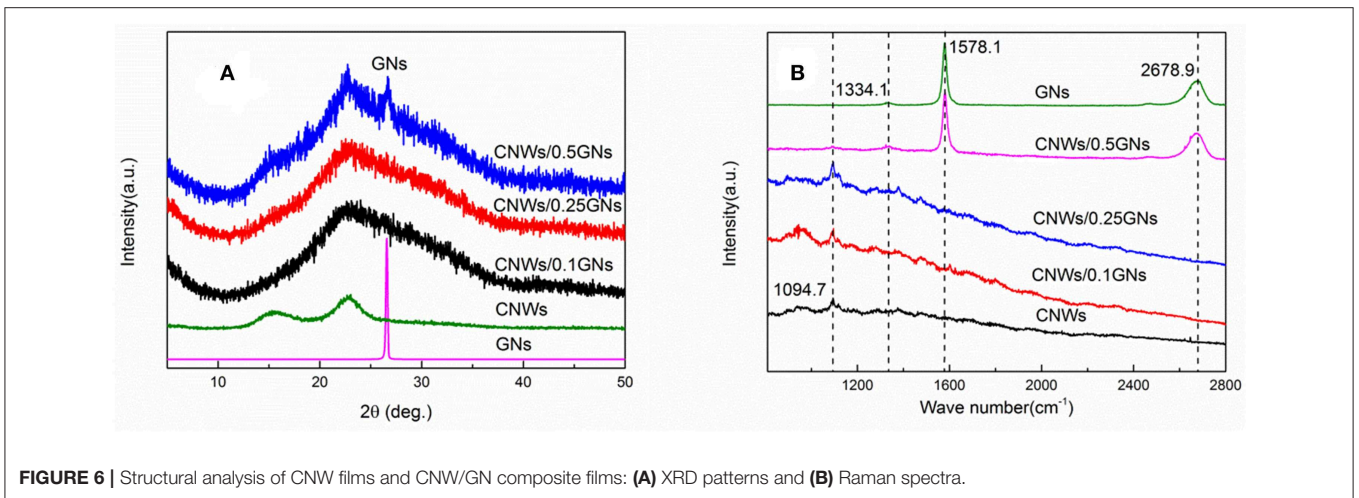 A
GNs
CNWs/0.5GNs
CNWs/0.25GNs
CNWs/0.1GNs
CNWs
GNs
Intensity(a.u.)
10 20 30 40 50
2θ (deg.)
B
1578.1
2678.9
1334.1
GNs
CNWs/0.5GNs
CNWs/0.25GNs
CNWs/0.1GNs
1094.7
CNWs
Intensity(a.u.)
1200 1600 2000 2400 2800
Wave number(cm⁻¹)
FIGURE 6 | Structural analysis of CNW films and CNW/GN composite films: (A) XRD patterns and (B) Raman spectra.